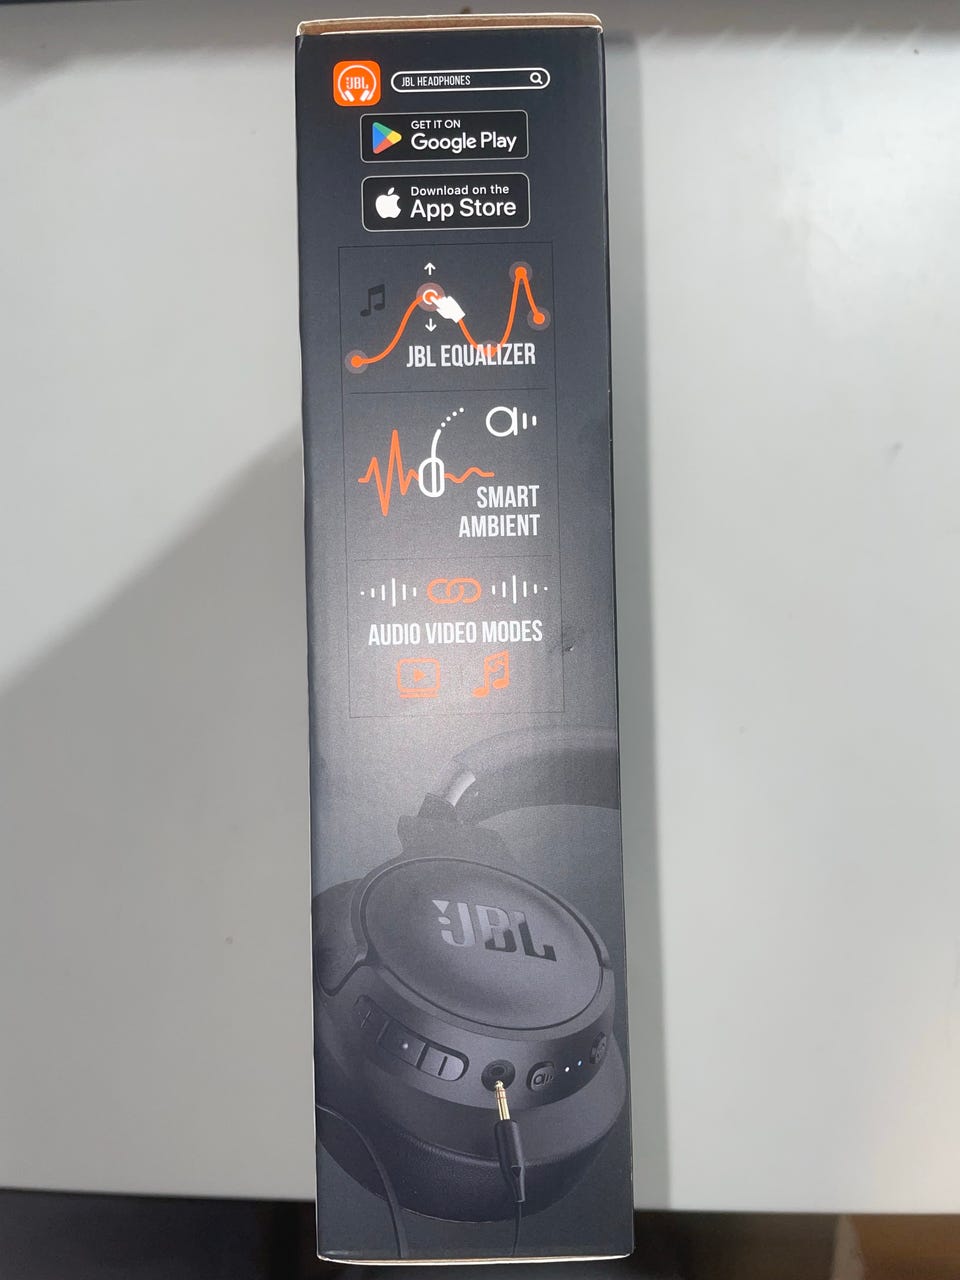 JBL
JBL HEADPHONES
GET IT ON
Google Play
Download on the
App Store
JBL EQUALIZER
SMART
AMBIENT
AUDIO VIDEO MODES
JBL